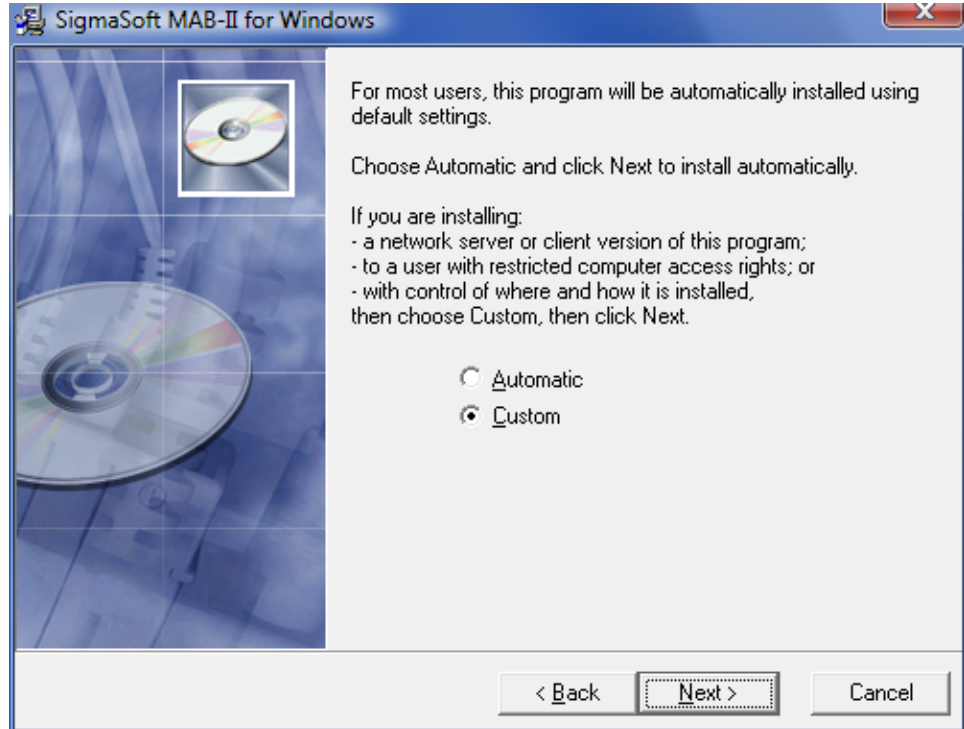 SigmaSoft MAB-II for Windows
For most users, this program will be automatically installed using
default settings.
Choose Automatic and click Next to install automatically.
If you are installing:
- a network server or client version of this program;
- to a user with restricted computer access rights; or
- with control of where and how it is installed,
then choose Custom, then click Next.
Automatic
Custom
< Back
Next >
Cancel